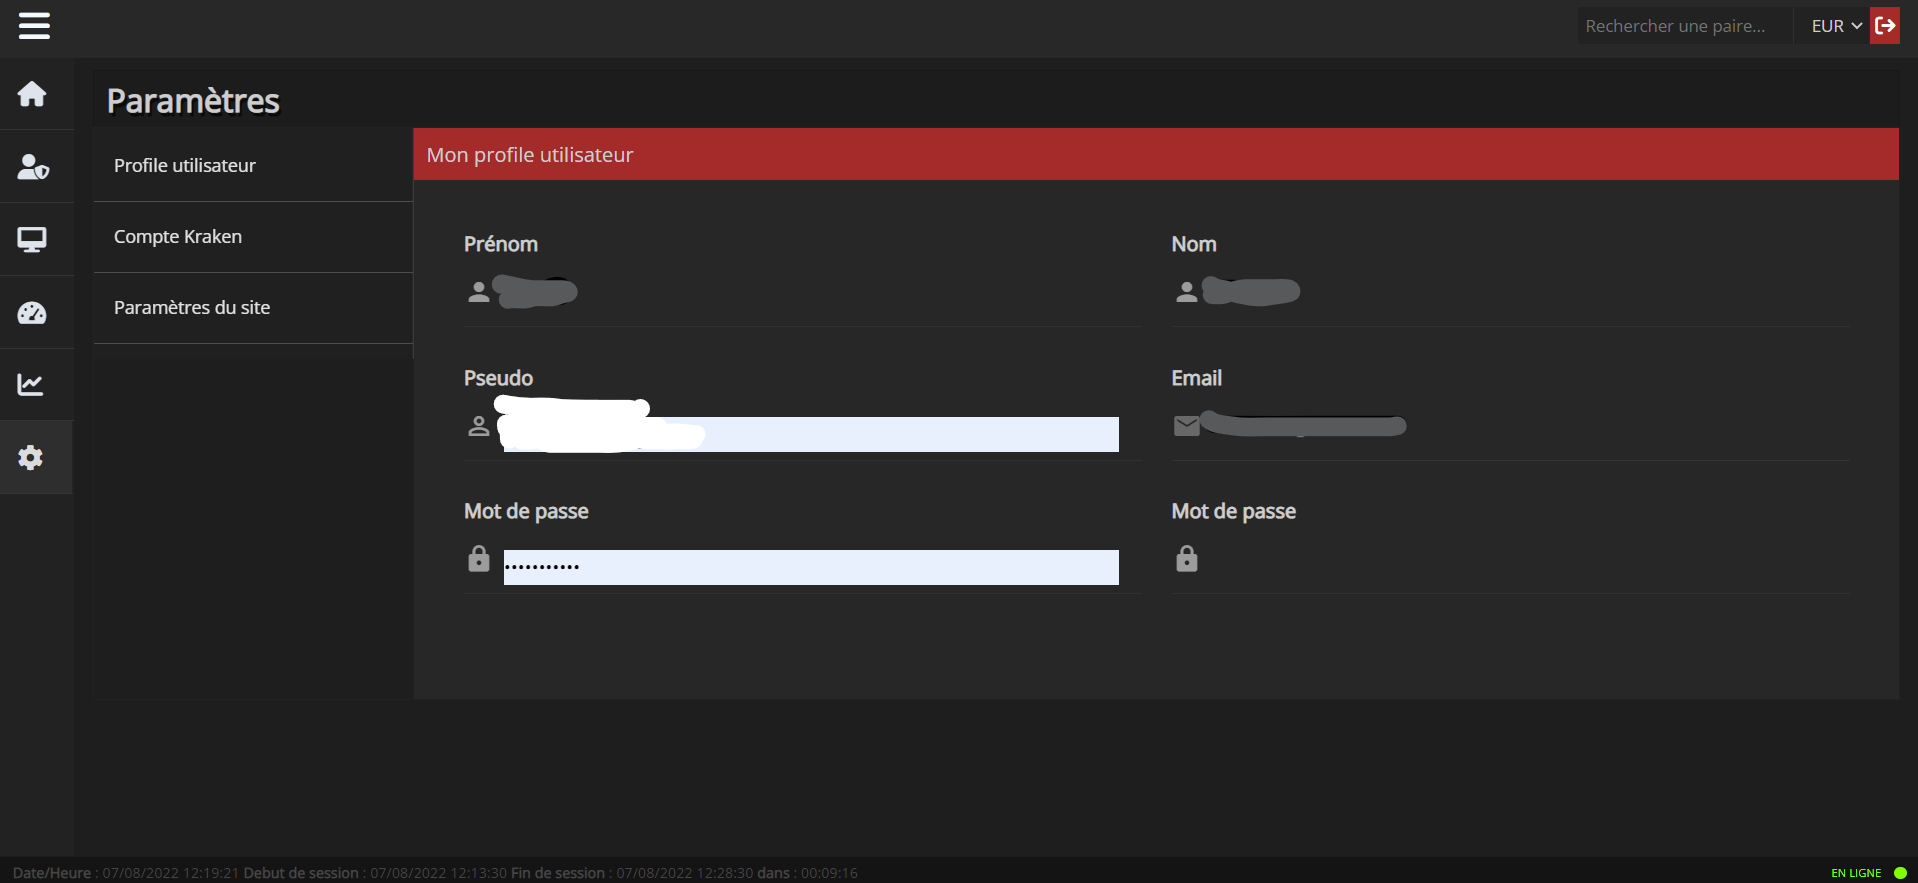 Rechercher une paire... EUR
Paramètres
Profile utilisateur
Compte Kraken
Paramètres du site
Mon profile utilisateur
Prénom
Nom
Pseudo
Email
Mot de passe
Mot de passe
•••••••••••
Date/Heure : 07/08/2022 12:19:21 Debut de session : 07/08/2022 12:13:30 Fin de session : 07/08/2022 12:28:30 dans : 00:09:16
EN LIGNE